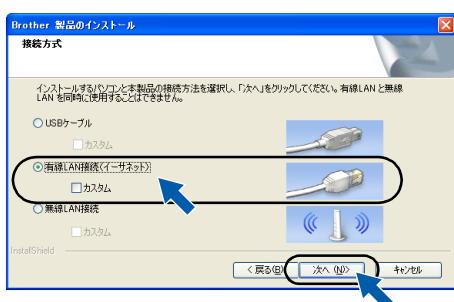 Brother 製品のインストール
接続方式
インストールするパソコンと本製品の接続方法を選択し、「次へ」をクリックしてください。有線LAN と無線
LAN を同時に使用することはできません。
USBケーブル
カスタム
有線LAN接続(イーサネット)
カスタム
無線LAN接続
カスタム
InstallShield
< 戻る(B)
次へ (N)>
キャンセル